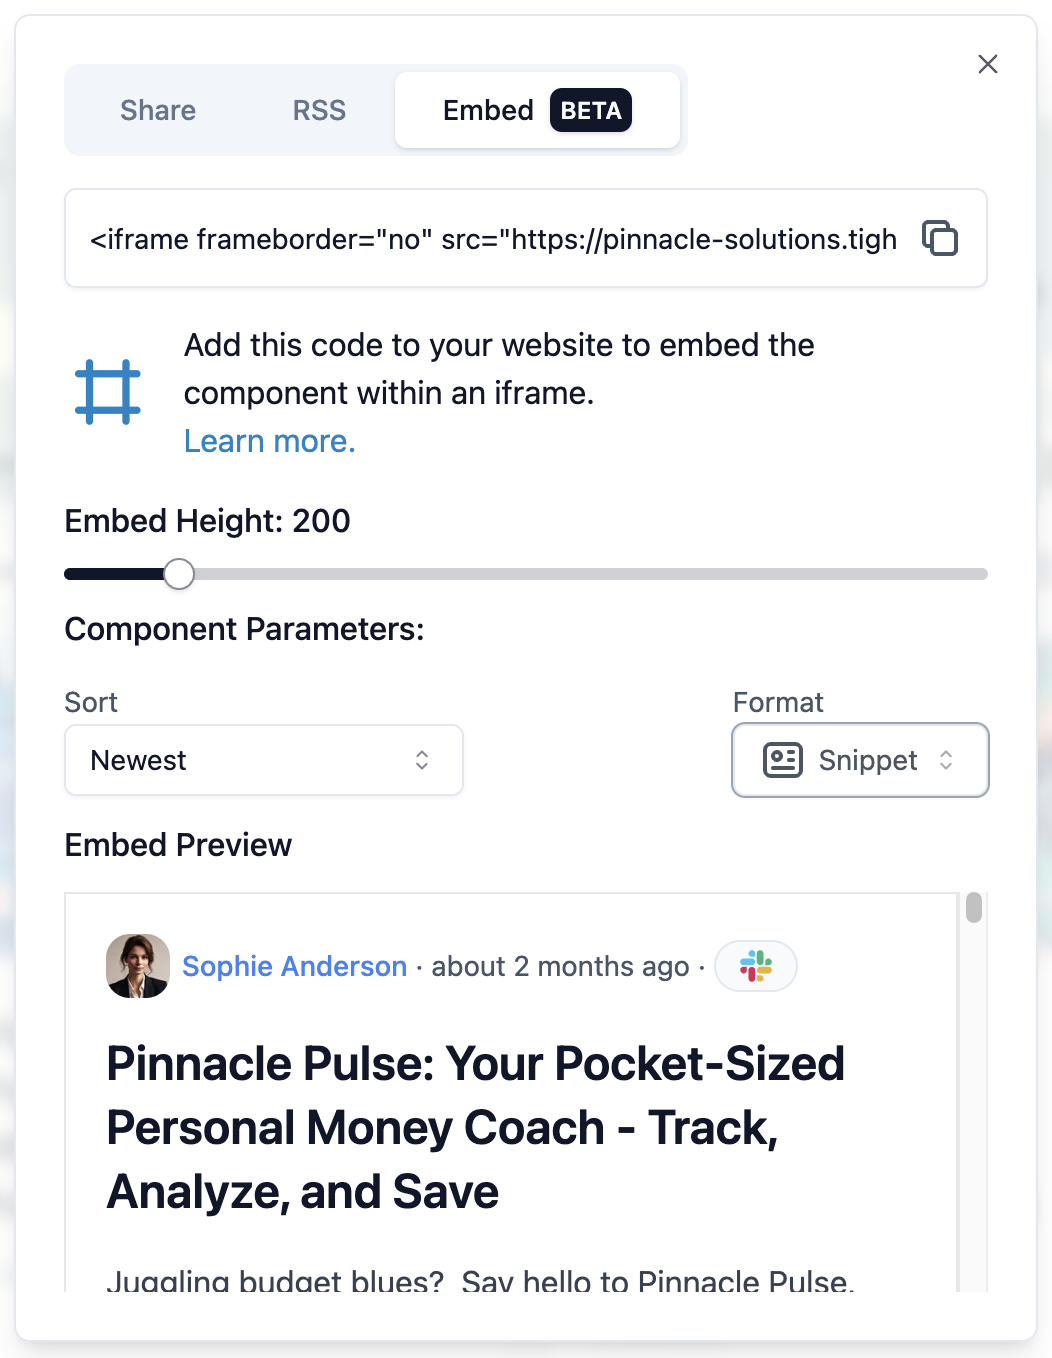 Share
RSS
Embed BETA
<iframe frameborder="no" src="https://pinnacle-solutions.tigh
Add this code to your website to embed the
component within an iframe.
Learn more.
Embed Height: 200
Component Parameters:
Sort
Format
Newest
Snippet
Embed Preview
Sophie Anderson · about 2 months ago ·
Pinnacle Pulse: Your Pocket-Sized
Personal Money Coach - Track,
Analyze, and Save
Juggling budget blues?  Say hello to Pinnacle Pulse,